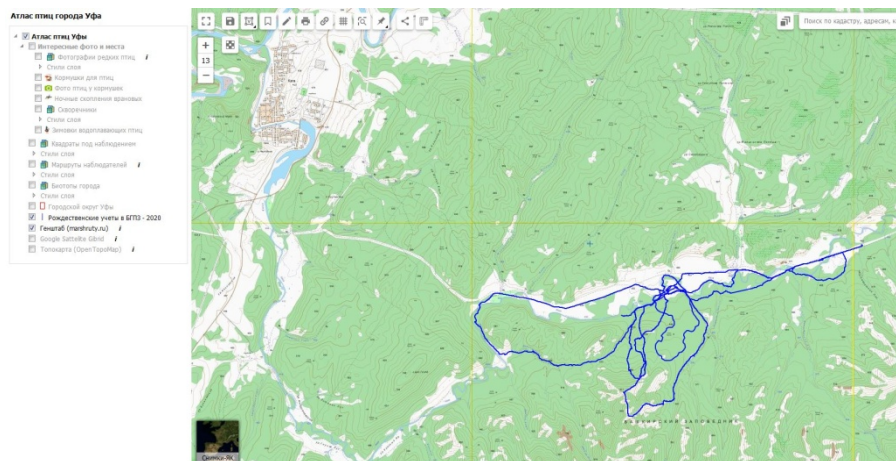 Атлас птиц города Уфа
Атлас птиц Уфы
Интересные фото и места
Фотографии редких птиц i
Стили слоя
Кормушки для птиц
Фото птиц у кормушек
Ночные скопления врановых
Скворечники
Стили слоя
Зимовки водоплавающих птиц
Квадраты под наблюдением
Стили слоя
Маршруты наблюдателей i
Стили слоя
Биотопы города
Стили слоя
Городской округ Уфы
Рождественские учеты в БГПЗ - 2020
Генштаб (marshruty.ru) i
Google Sattelite Gibrid i
Топокарта (OpenTopoMap) i
+
13
−
Поиск по кадастру, адресам, к
БАШКИРСКИЙ ЗАПОВЕДНИК